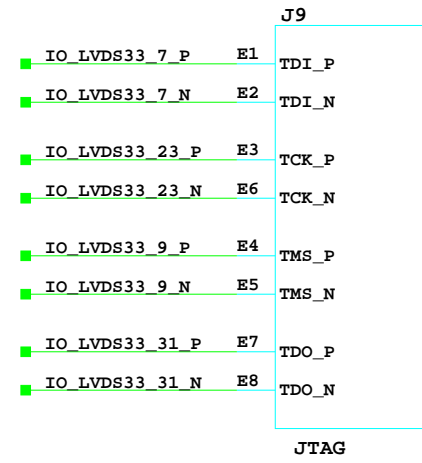 J9
IO_LVDS33_7_P E1 TDI_P
IO_LVDS33_7_N E2 TDI_N
IO_LVDS33_23_P E3 TCK_P
IO_LVDS33_23_N E6 TCK_N
IO_LVDS33_9_P E4 TMS_P
IO_LVDS33_9_N E5 TMS_N
IO_LVDS33_31_P E7 TDO_P
IO_LVDS33_31_N E8 TDO_N
JTAG